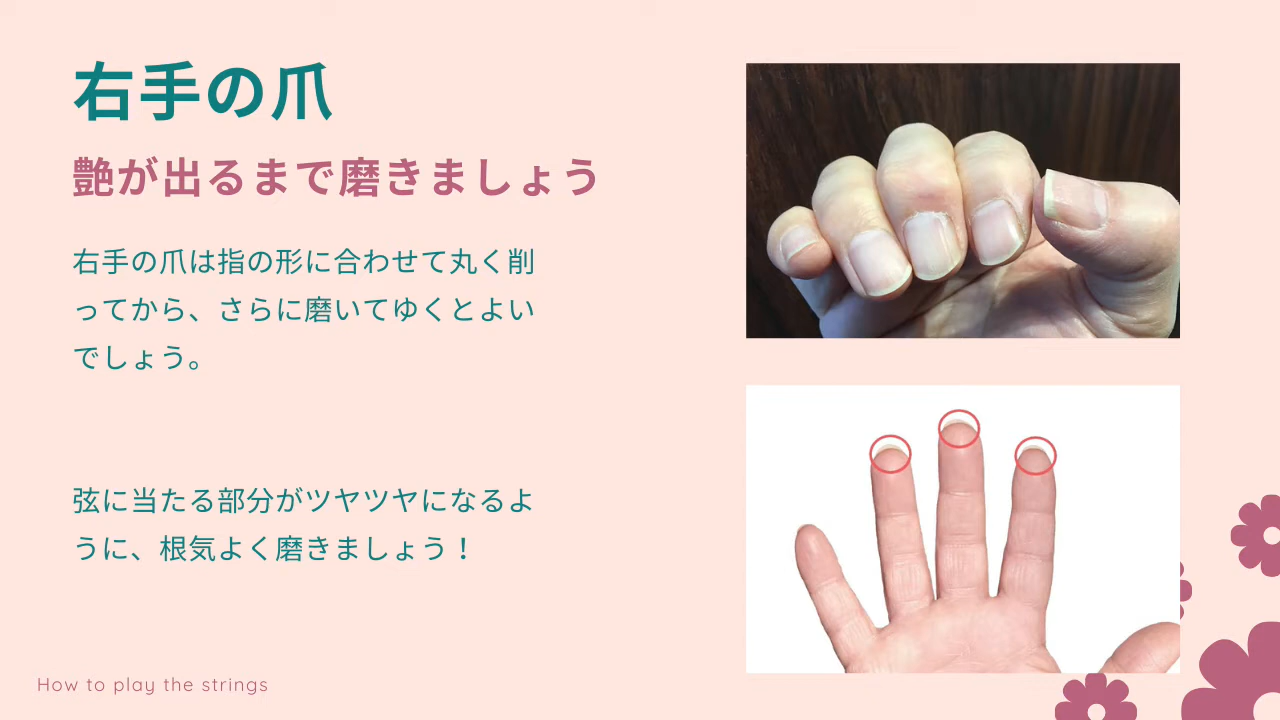 右手の爪
艶が出るまで磨きましょう
右手の爪は指の形に合わせて丸く削
ってから、さらに磨いてゆくとよい
でしょう。
弦に当たる部分がツヤツヤになるよ
うに、根気よく磨きましょう！
How to play the strings